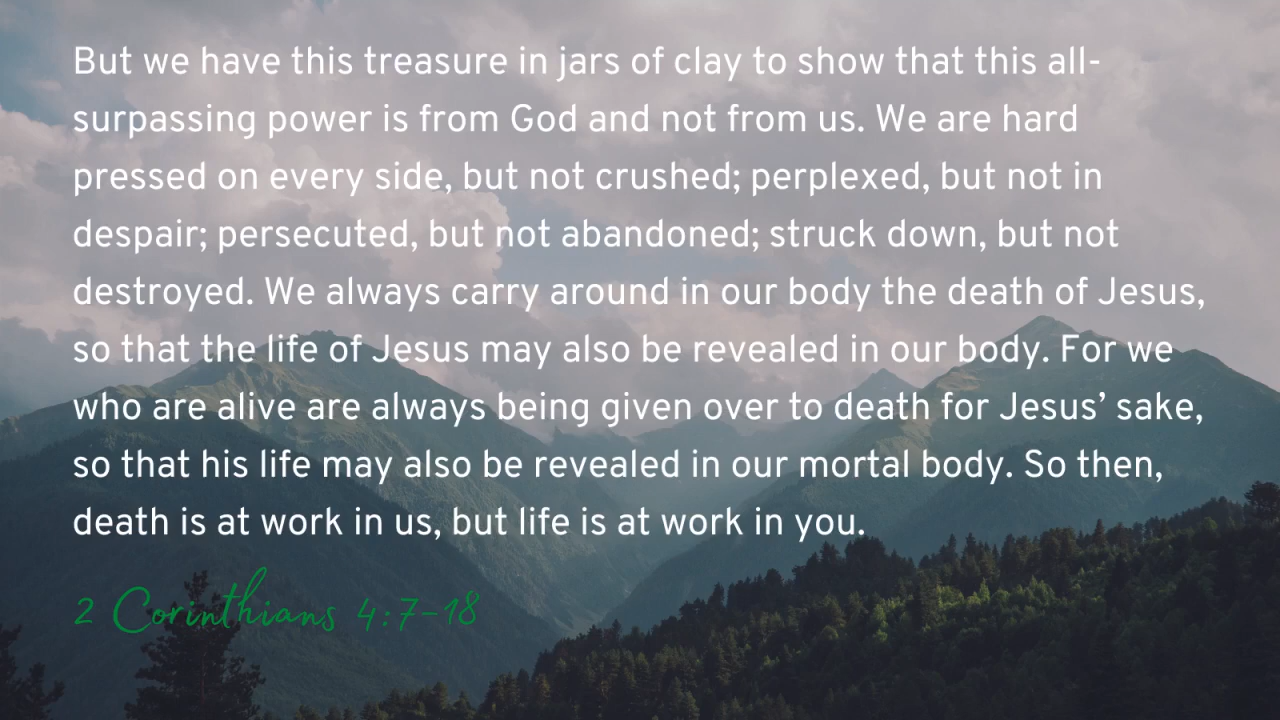 But we have this treasure in jars of clay to show that this all-
surpassing power is from God and not from us. We are hard
pressed on every side, but not crushed; perplexed, but not in
despair; persecuted, but not abandoned; struck down, but not
destroyed. We always carry around in our body the death of Jesus,
so that the life of Jesus may also be revealed in our body. For we
who are alive are always being given over to death for Jesus’ sake,
so that his life may also be revealed in our mortal body. So then,
death is at work in us, but life is at work in you.
2 Corinthians 4:7-18